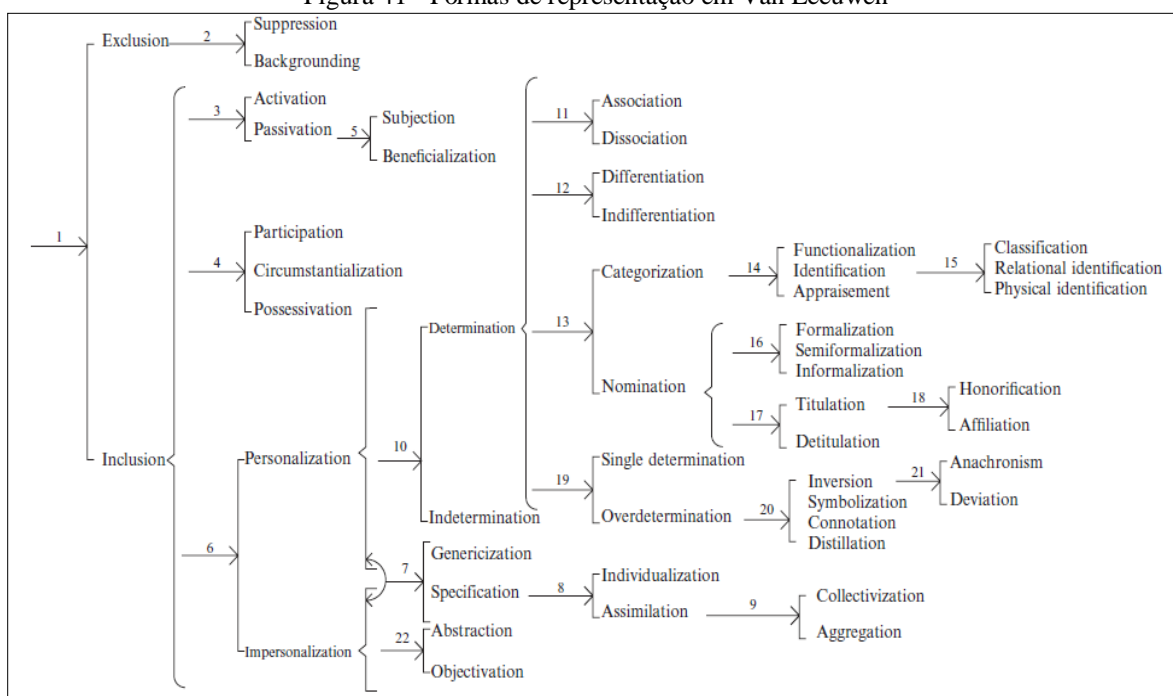 Figura 41 - Formas de representação em Van Leeuwen
1
Exclusion
2
Suppression
Backgrounding
Inclusion
3
Activation
Passivation
5
Subjection
Beneficialization
4
Participation
Circumstantialization
Possessivation
6
Personalization
Impersonalization
10
Determination
Indetermination
11
Association
Dissociation
12
Differentiation
Indifferentiation
13
Categorization
Nomination
14
Functionalization
Identification
Appraisement
15
Classification
Relational identification
Physical identification
16
Formalization
Semiformalization
Informalization
17
Titulation
Detitulation
18
Honorification
Affiliation
19
Single determination
Overdetermination
20
Inversion
Symbolization
Connotation
Distillation
21
Anachronism
Deviation
7
Genericization
Specification
8
Individualization
Assimilation
9
Collectivization
Aggregation
22
Abstraction
Objectivation